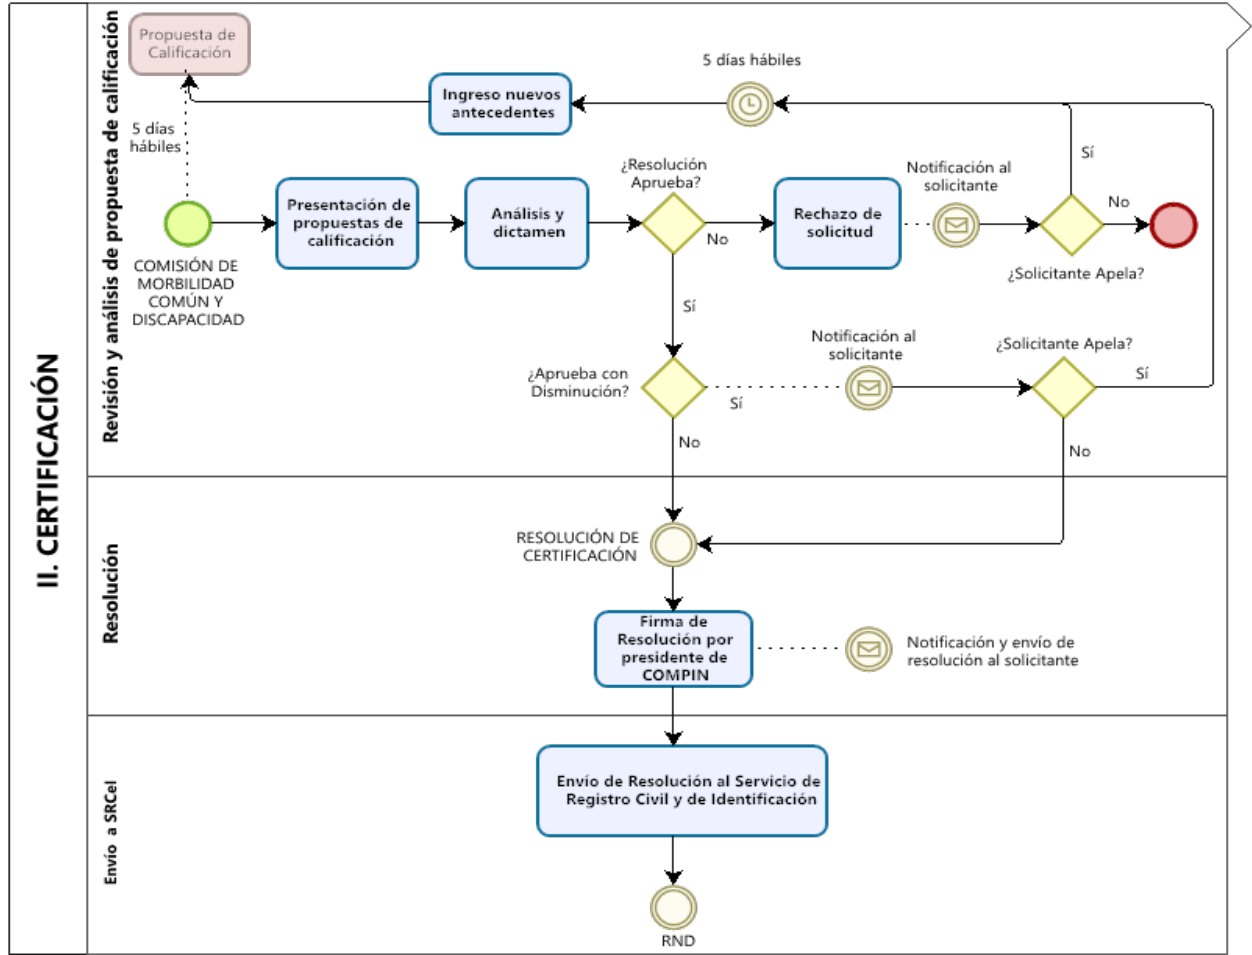 II. CERTIFICACIÓN
Revisión y análisis de propuesta de calificación
Propuesta de
Calificación
5 días
hábiles
Ingreso nuevos
antecedentes
5 días hábiles
Sí
COMISIÓN DE
MORBILIDAD
COMÚN Y
DISCAPACIDAD
Presentación de
propuestas de
calificación
Análisis y
dictamen
¿Resolución
Aprueba?
No
Sí
Rechazo de
solicitud
Notificación al
solicitante
No
¿Solicitante Apela?
¿Aprueba con
Disminución?
Sí
No
Notificación al
solicitante
¿Solicitante Apela?
Sí
No
Resolución
RESOLUCIÓN DE
CERTIFICACIÓN
Firma de
Resolución por
presidente de
COMPIN
Notificación y envío de
resolución al solicitante
Envío a SRCeI
Envío de Resolución al Servicio de
Registro Civil y de Identificación
RND